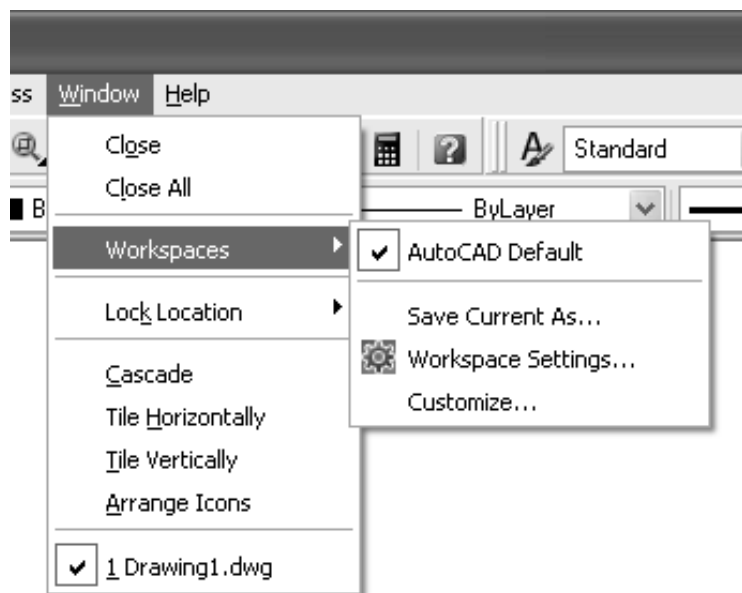 ss Window Help
Close
Standard
Close All
B
ByLayer
Workspaces
AutoCAD Default
Lock Location
Save Current As...
Workspace Settings...
Cascade
Customize...
Tile Horizontally
Tile Vertically
Arrange Icons
1 Drawing1.dwg